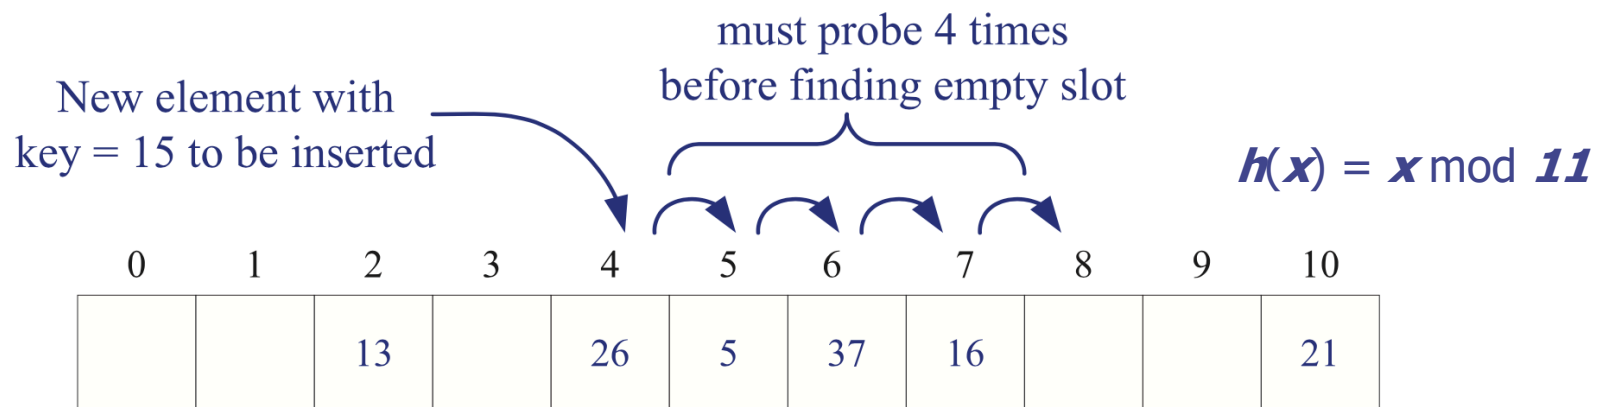 must probe 4 times
before finding empty slot
New element with
key = 15 to be inserted
h(x) = x mod 11
0 1 2 3 4 5 6 7 8 9 10
13 26 5 37 16 21